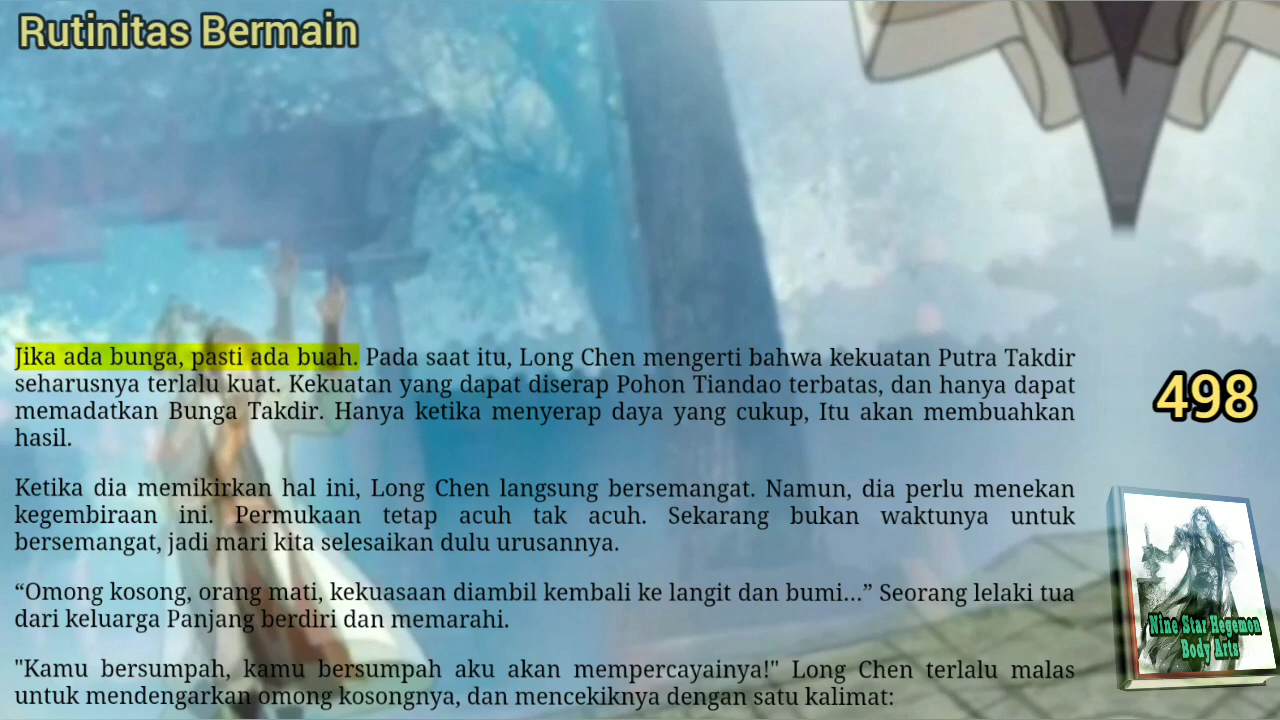 Rutinitas Bermain
Jika ada bunga, pasti ada buah. Pada saat itu, Long Chen mengerti bahwa kekuatan Putra Takdir
seharusnya terlalu kuat. Kekuatan yang dapat diserap Pohon Tiandao terbatas, dan hanya dapat
memadatkan Bunga Takdir. Hanya ketika menyerap daya yang cukup, Itu akan membuahkan
hasil.
Ketika dia memikirkan hal ini, Long Chen langsung bersemangat. Namun, dia perlu menekan
kegembiraan ini. Permukaan tetap acuh tak acuh. Sekarang bukan waktunya untuk
bersemangat, jadi mari kita selesaikan dulu urusannya.
“Omong kosong, orang mati, kekuasaan diambil kembali ke langit dan bumi...” Seorang lelaki tua
dari keluarga Panjang berdiri dan memarahi.
"Kamu bersumpah, kamu bersumpah aku akan mempercayainya!" Long Chen terlalu malas
untuk mendengarkan omong kosongnya, dan mencekiknya dengan satu kalimat:
498
Nine Star Hegemon
Body Arts